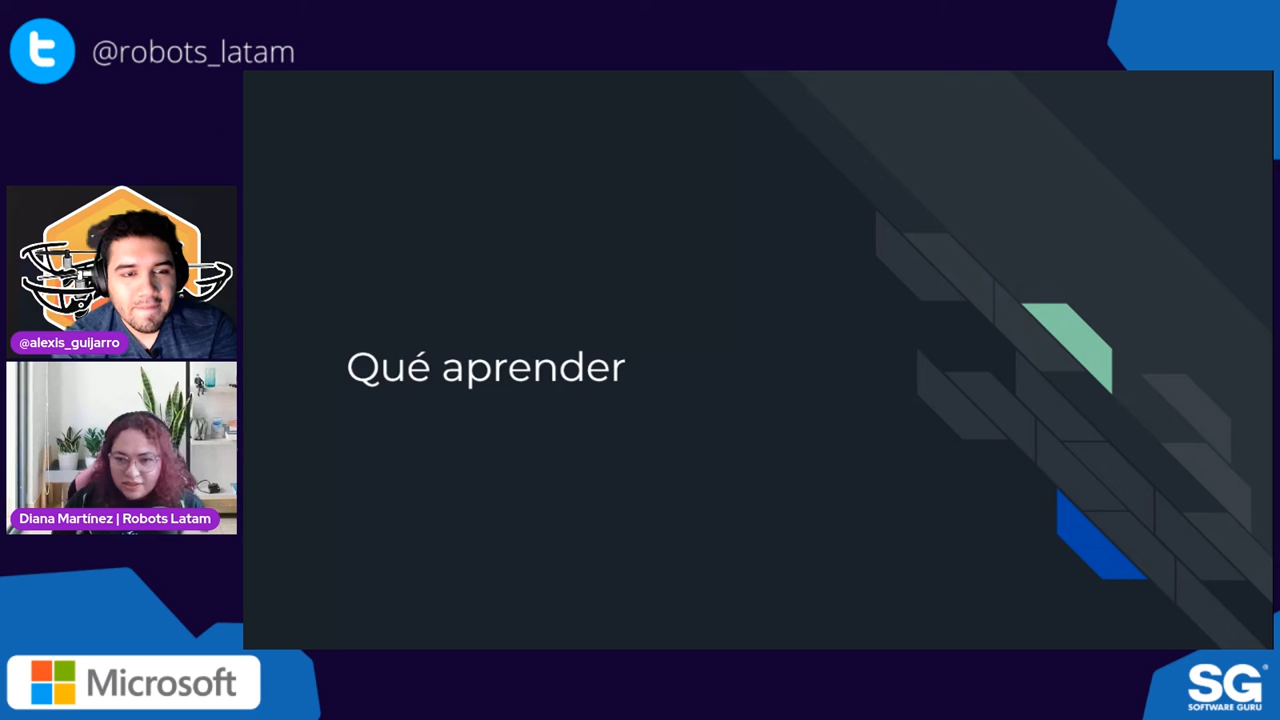 @robots_latam
@alexis_guijarro
Diana Martínez | Robots Latam
Qué aprender
Microsoft
SG
SOFTWARE GURU